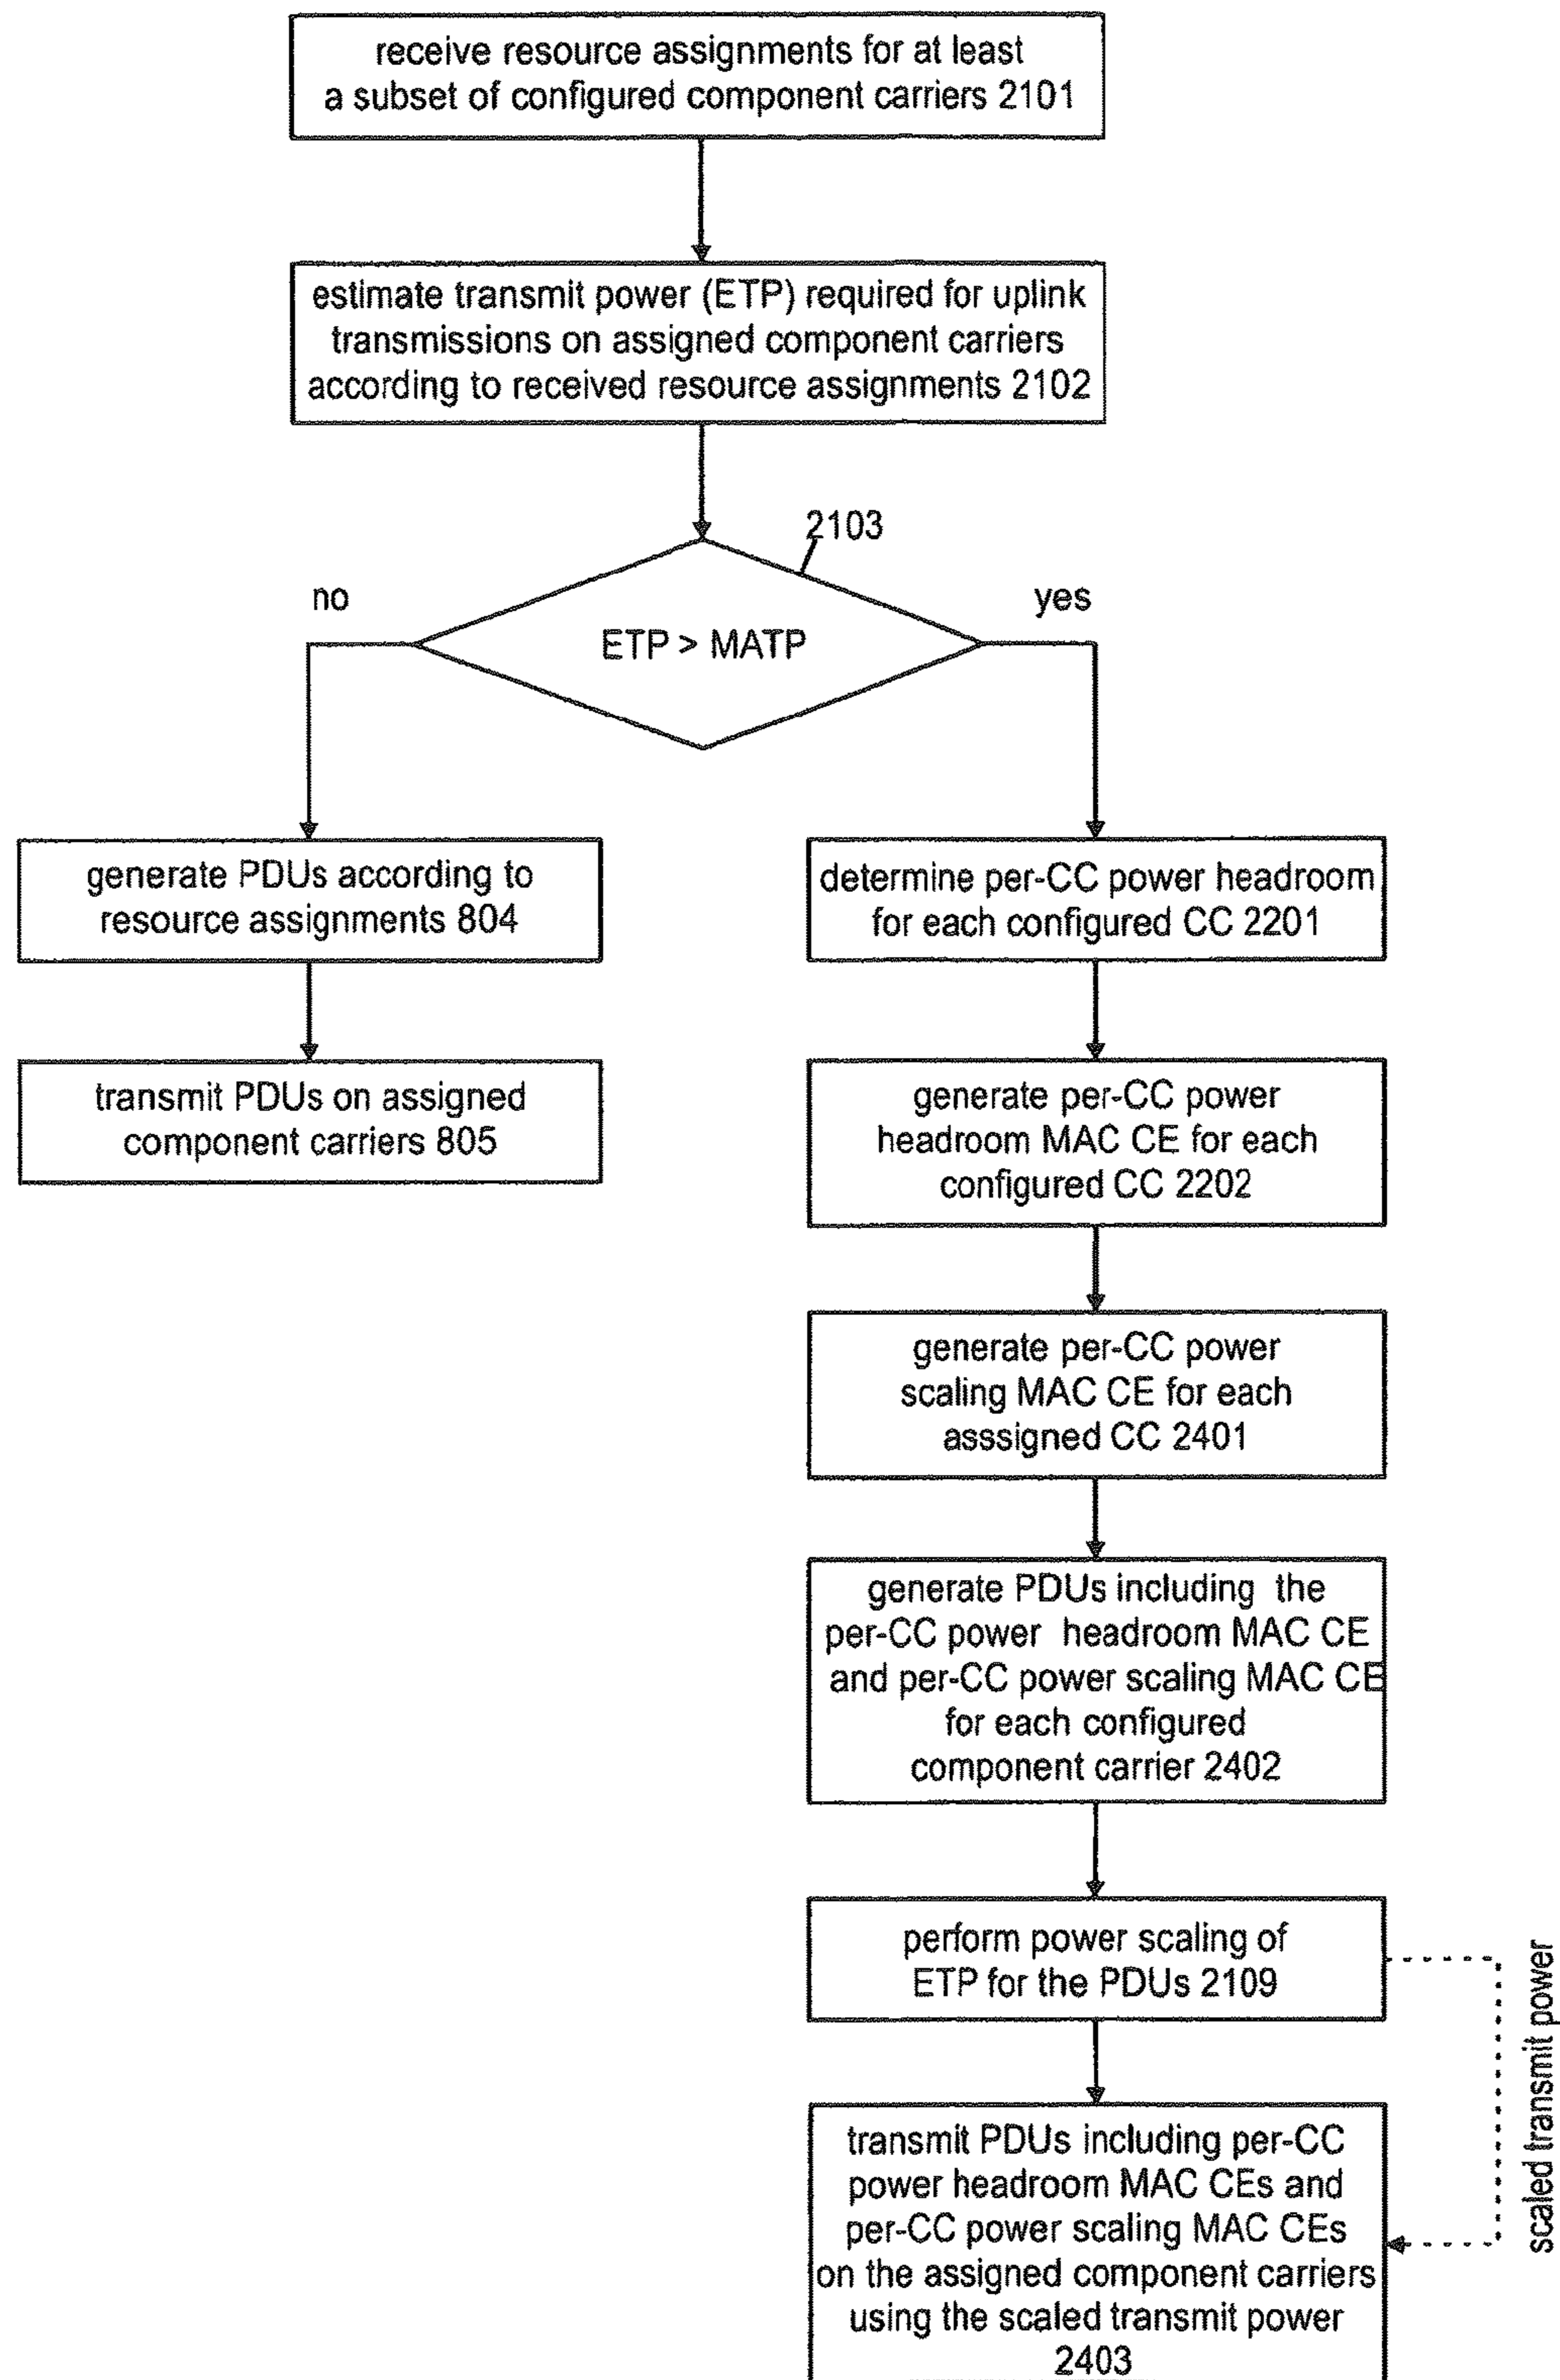 receive resource assignments for at least
a subset of configured component carriers 2101
estimate transmit power (ETP) required for uplink
transmissions on assigned component carriers
according to received resource assignments 2102
2103
no
yes
ETP > MATP
generate PDUs according to
resource assignments 804
transmit PDUs on assigned
component carriers 805
determine per-CC power headroom
for each configured CC 2201
generate per-CC power
headroom MAC CE for each
configured CC 2202
generate per-CC power
scaling MAC CE for each
asssigned CC 2401
generate PDUs including the
per-CC power headroom MAC CE
and per-CC power scaling MAC CE
for each configured
component carrier 2402
perform power scaling of
ETP for the PDUs 2109
scaled transmit power
transmit PDUs including per-CC
power headroom MAC CEs and
per-CC power scaling MAC CEs
on the assigned component carriers
using the scaled transmit power
2403